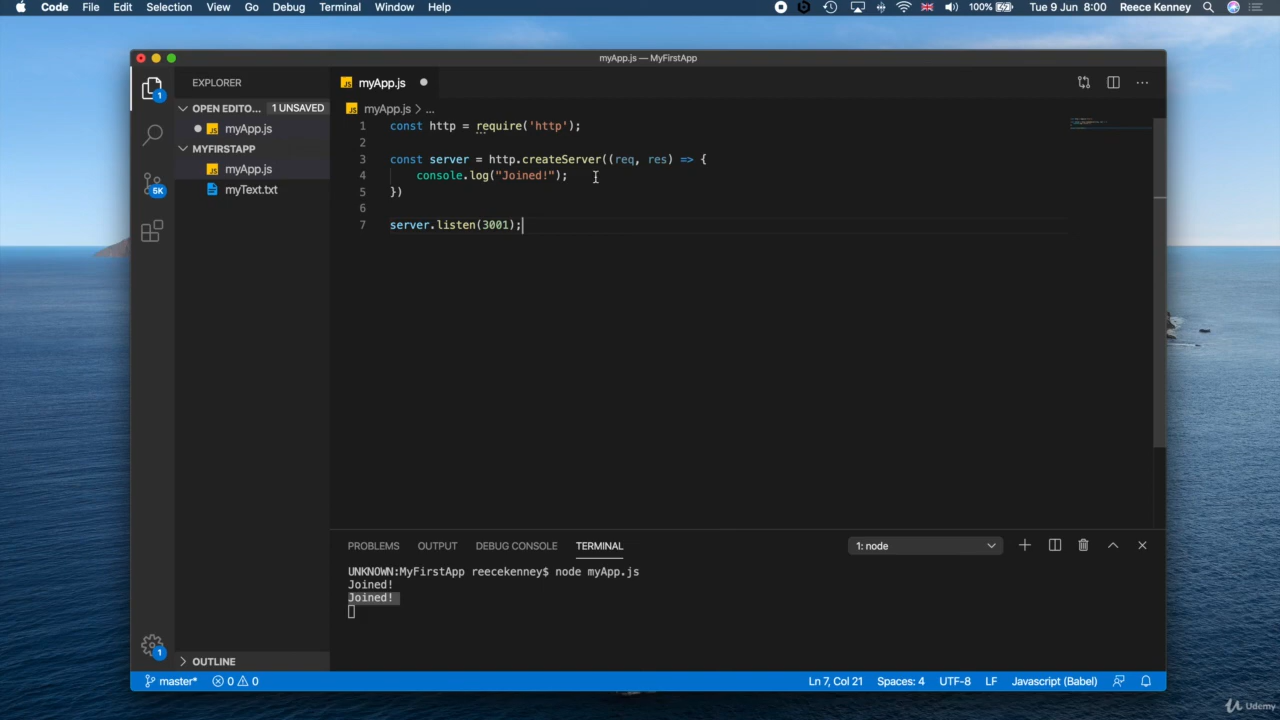 Code File Edit Selection View Go Debug Terminal Window Help 100% Tue 9 Jun 8:00 Reece Kenney
myApp.js — MyFirstApp
EXPLORER
myApp.js
OPEN EDITO... 1 UNSAVED
myApp.js > ...
myApp.js
MYFIRSTAPP
myApp.js
myText.txt
1
5K
1 const http = require('http');
2
3 const server = http.createServer((req, res) => {
4 console.log("Joined!");
5 })
6
7 server.listen(3001);
PROBLEMS OUTPUT DEBUG CONSOLE TERMINAL 1: node
UNKNOWN:MyFirstApp reecekenney$ node myApp.js
Joined!
Joined!
1
OUTLINE
master* 0 0 Ln 7, Col 21 Spaces: 4 UTF-8 LF Javascript (Babel)
Udemy